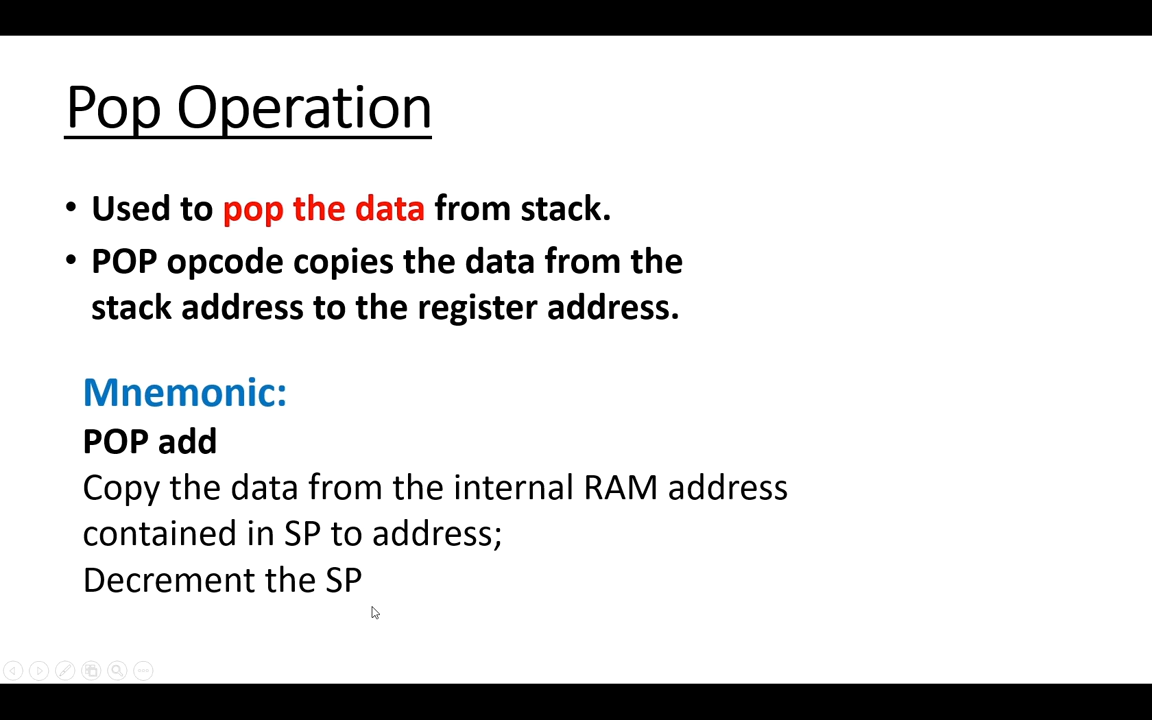 Pop Operation
• Used to pop the data from stack.
• POP opcode copies the data from the
stack address to the register address.
Mnemonic:
POP add
Copy the data from the internal RAM address
contained in SP to address;
Decrement the SP